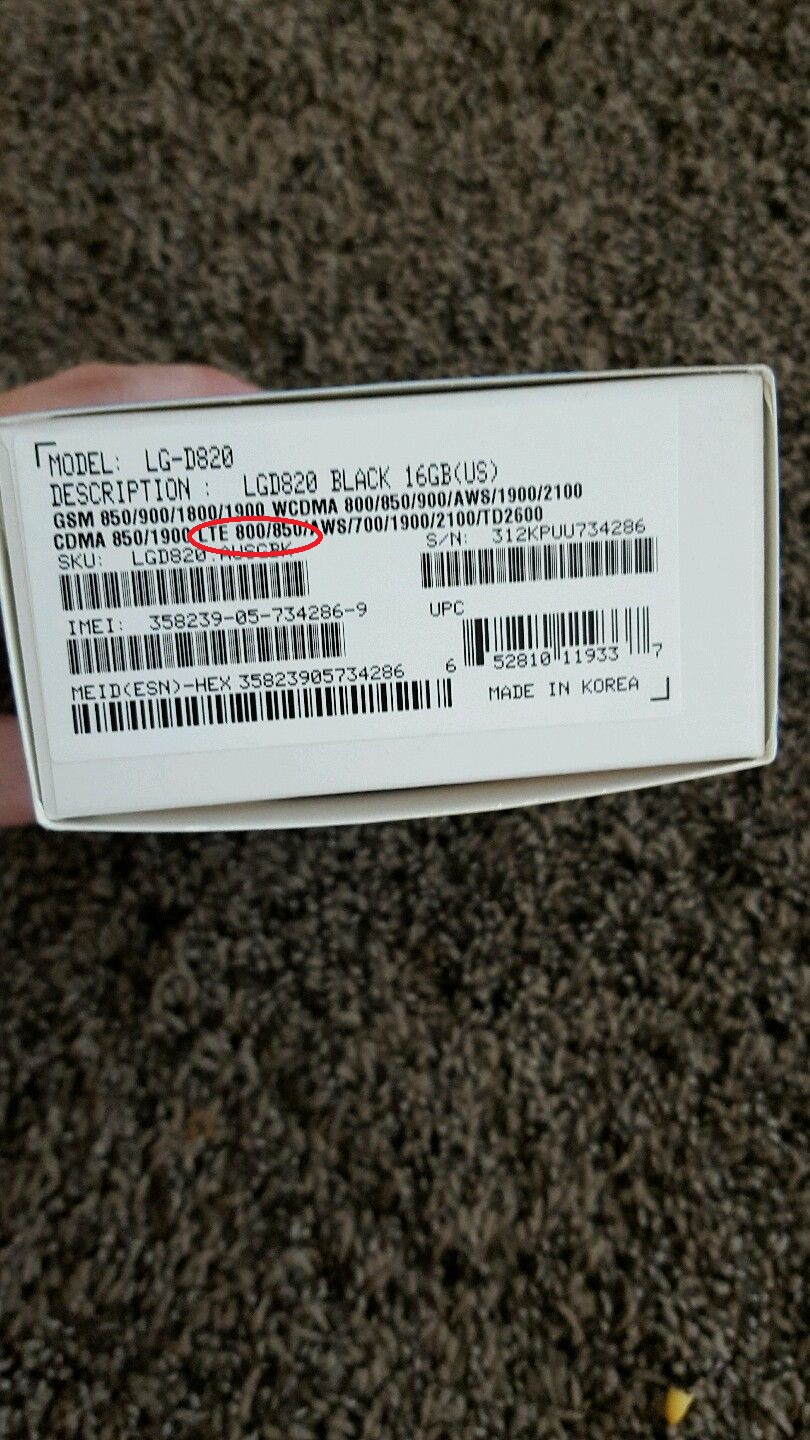 MODEL: LG-D820
DESCRIPTION : LGD820 BLACK 16GB(US)
GSM 850/900/1800/1900 WCDMA 800/850/900/AWS/1900/2100
CDMA 850/1900 LTE 800/850/AWS/700/1900/2100/TD2600
SKU: LGD820.AUSCBK
S/N: 312KPUU734286
IMEI: 358239-05-734286-9
UPC
6 52810 11933 7
MEID(ESN)-HEX 35823905734286
MADE IN KOREA